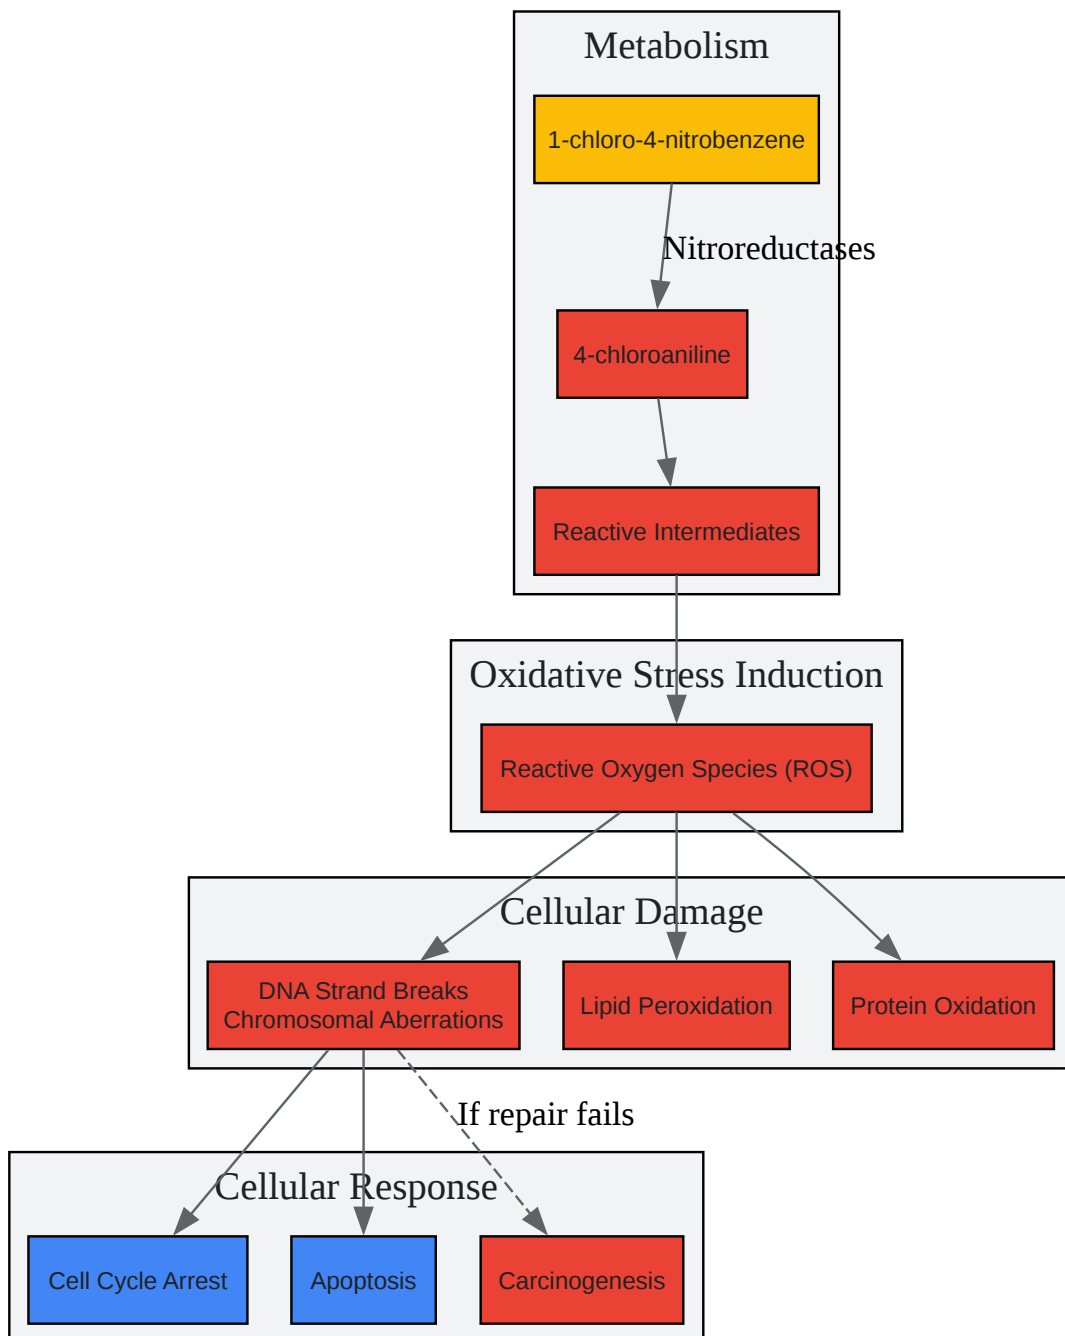 Metabolism
1-chloro-4-nitrobenzene
Nitroreductases
4-chloroaniline
Reactive Intermediates
Oxidative Stress Induction
Reactive Oxygen Species (ROS)
Cellular Damage
DNA Strand Breaks
Chromosomal Aberrations
Lipid Peroxidation
Protein Oxidation
If repair fails
Cellular Response
Cell Cycle Arrest
Apoptosis
Carcinogenesis